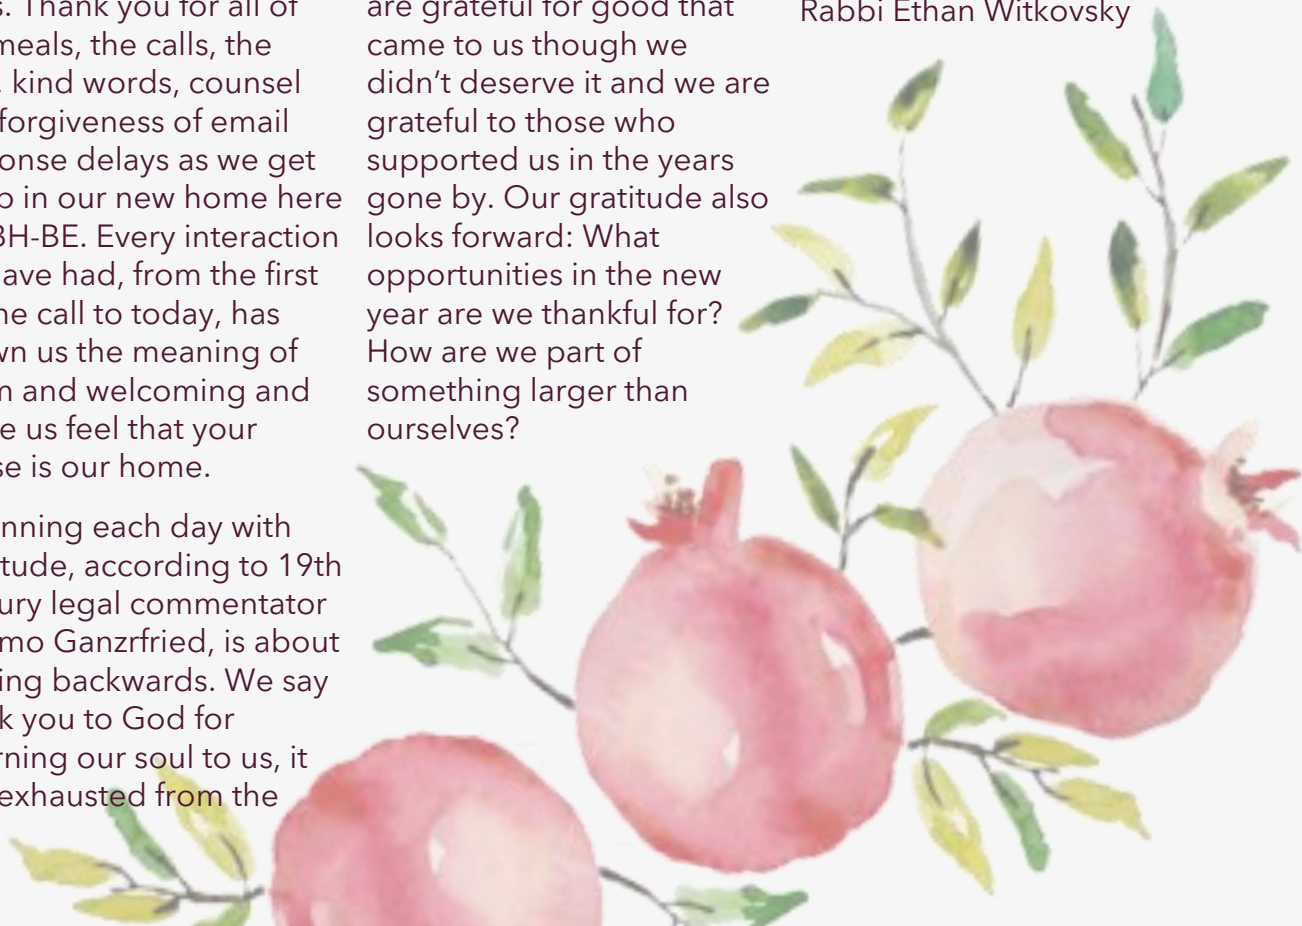 s. Thank you for all of
meals, the calls, the
, kind words, counsel
forgiveness of email
onse delays as we get
p in our new home here
BH-BE. Every interaction
ave had, from the first
ne call to today, has
wn us the meaning of
m and welcoming and
e us feel that your
se is our home.
nning each day with
tude, according to 19th
ury legal commentator
mo Ganzrfried, is about
ing backwards. We say
k you to God for
rning our soul to us, it
exhausted from the
are grateful for good that
came to us though we
didn’t deserve it and we are
grateful to those who
supported us in the years
gone by. Our gratitude also
looks forward: What
opportunities in the new
year are we thankful for?
How are we part of
something larger than
ourselves?
Rabbi Ethan Witkovsky